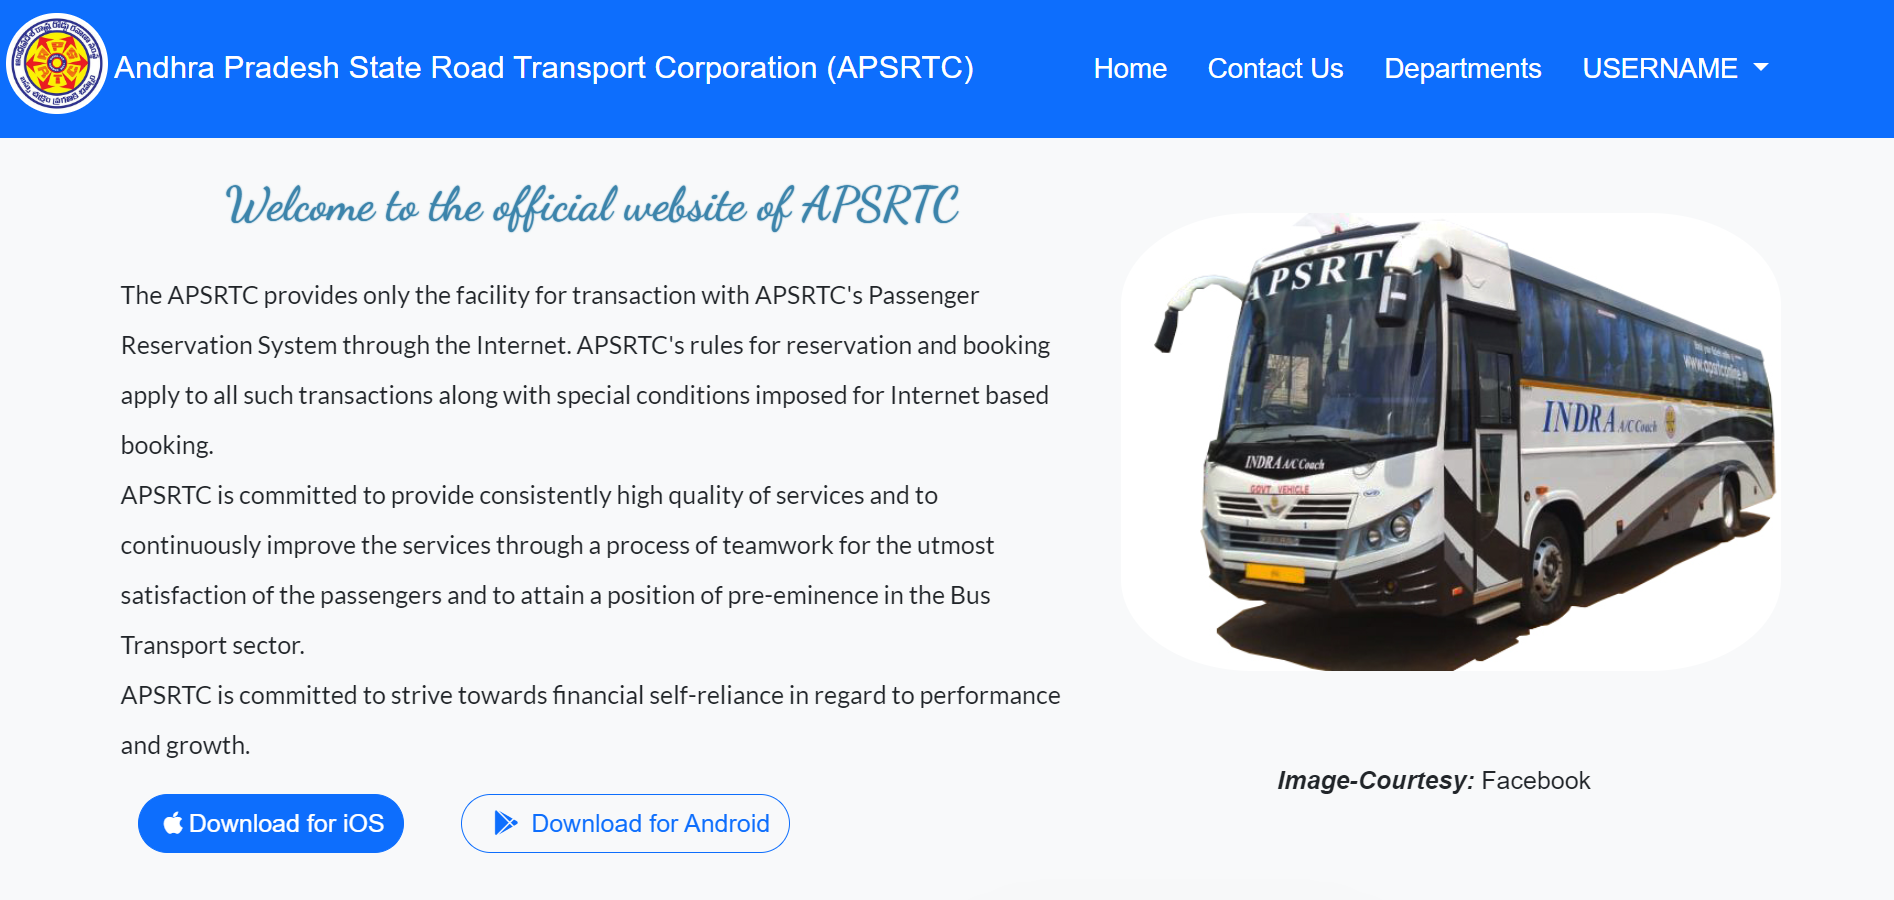 Andhra Pradesh State Road Transport Corporation (APSRTC)
Home Contact Us Departments USERNAME
Welcome to the official website of APSRTC
The APSRTC provides only the facility for transaction with APSRTC's Passenger
Reservation System through the Internet. APSRTC's rules for reservation and booking
apply to all such transactions along with special conditions imposed for Internet based
booking.
APSRTC is committed to provide consistently high quality of services and to
continuously improve the services through a process of teamwork for the utmost
satisfaction of the passengers and to attain a position of pre-eminence in the Bus
Transport sector.
APSRTC is committed to strive towards financial self-reliance in regard to performance
and growth.
Download for iOS
Download for Android
APSRT
INDRA A/C Coach
INDRA A/C Coach
GOVT VEHICLE
Image-Courtesy: Facebook